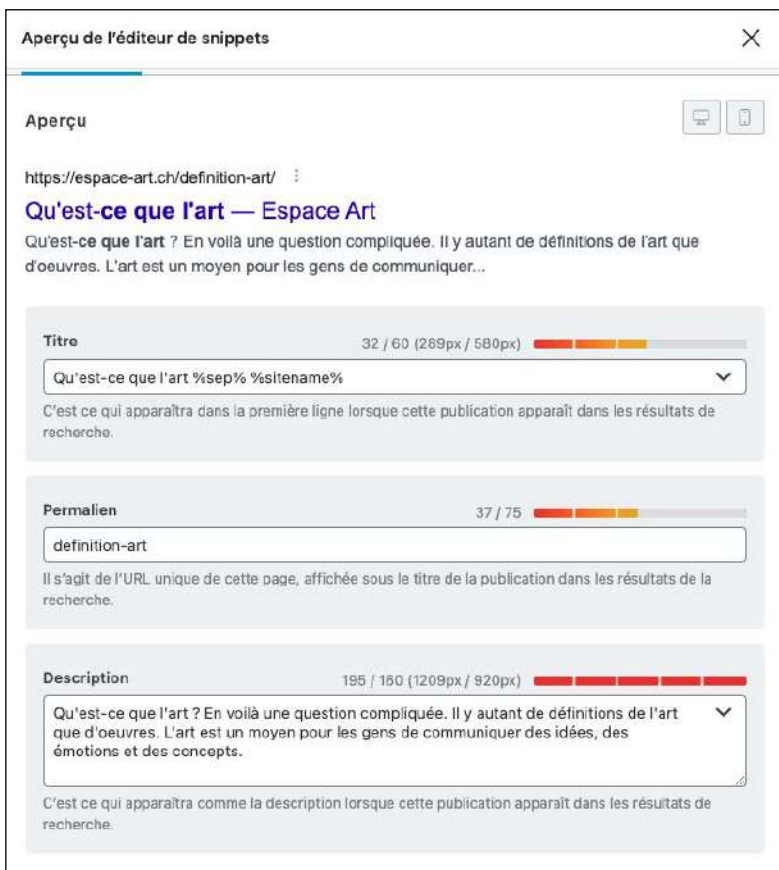 Aperçu de l'éditeur de snippets
Aperçu
https://espace-art.ch/definition-art/
Qu'est-ce que l'art — Espace Art
Qu'est-ce que l'art ? En voilà une question compliquée. Il y autant de définitions de l'art que
d'oeuvres. L'art est un moyen pour les gens de communiquer...
Titre 32 / 60 (289px / 580px)
Qu'est-ce que l'art %sep% %sitename%
C'est ce qui apparaîtra dans la première ligne lorsque cette publication apparaît dans les résultats de
recherche.
Permalien 37 / 75
definition-art
Il s'agit de l'URL unique de cette page, affichée sous le titre de la publication dans les résultats de la
recherche.
Description 195 / 160 (1209px / 920px)
Qu'est-ce que l'art ? En voilà une question compliquée. Il y autant de définitions de l'art
que d'oeuvres. L'art est un moyen pour les gens de communiquer des idées, des
émotions et des concepts.
C'est ce qui apparaîtra comme la description lorsque cette publication apparaît dans les résultats de
recherche.